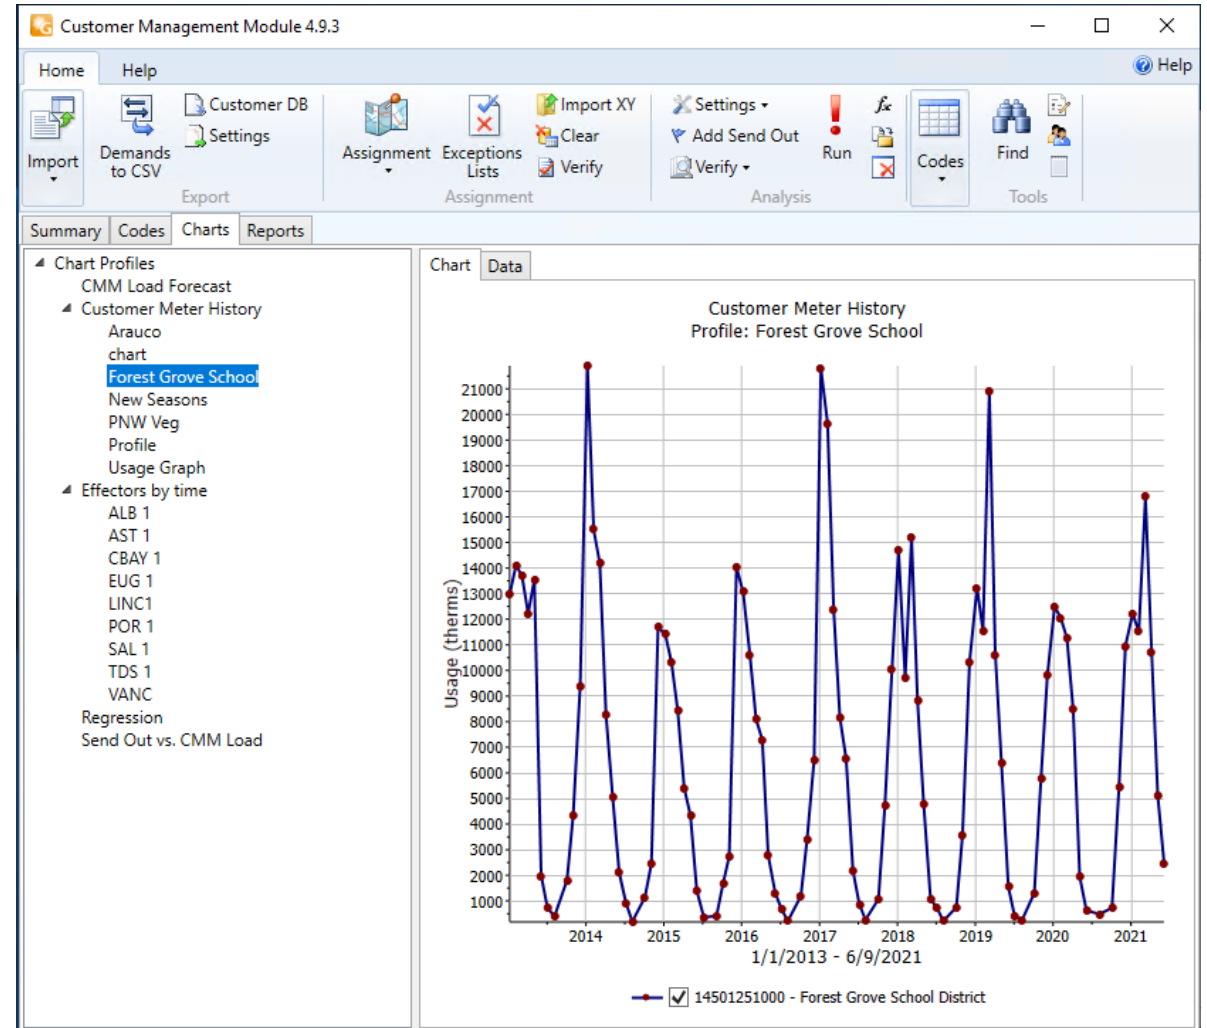 Customer Management Module 4.9.3
Home Help Help
Import
Demands to CSV
Customer DB
Settings
Export
Assignment
Exceptions Lists
Import XY
Clear
Verify
Assignment
Settings
Add Send Out
Verify
Run
fx
Analysis
Codes
Find
Tools
Summary Codes Charts Reports
Chart Profiles
CMM Load Forecast
Customer Meter History
Arauco
chart
Forest Grove School
New Seasons
PNW Veg
Profile
Usage Graph
Effectors by time
ALB 1
AST 1
CBAY 1
EUG 1
LINC1
POR 1
SAL 1
TDS 1
VANC
Regression
Send Out vs. CMM Load
Chart Data
Customer Meter History
Profile: Forest Grove School
Usage (therms)
21000
20000
19000
18000
17000
16000
15000
14000
13000
12000
11000
10000
9000
8000
7000
6000
5000
4000
3000
2000
1000
2014 2015 2016 2017 2018 2019 2020 2021
1/1/2013 - 6/9/2021
14501251000 - Forest Grove School District